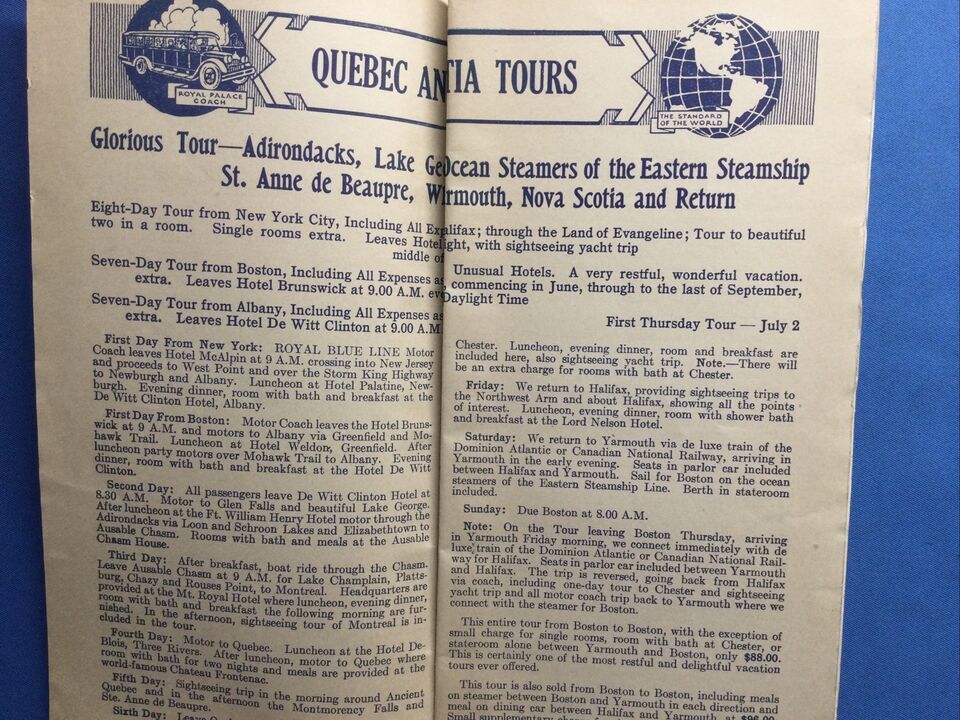 ROYAL PALACE
COACH
QUEBEC AN
Glorious Tour—Adirondacks, Lake Ge
St. Anne de Beaupre, W
Eight-Day Tour from New York City, Including All Exp
two in a room. Single rooms extra. Leaves Hotel
middle of
Seven-Day Tour from Boston, Including All Expenses as
extra. Leaves Hotel Brunswick at 9.00 A.M. eve
Seven-Day Tour from Albany, Including All Expenses as
extra. Leaves Hotel De Witt Clinton at 9.00 A.M.
First Day From New York: ROYAL BLUE LINE Motor
Coach leaves Hotel McAlpin at 9 A.M. crossing into New Jersey
and proceeds to West Point and over the Storm King Highway
to Newburgh and Albany. Luncheon at Hotel Palatine, New-
burgh. Evening dinner, room with bath and breakfast at the
De Witt Clinton Hotel, Albany.
First Day From Boston: Motor Coach leaves the Hotel Bruns-
wick at 9 A.M. and motors to Albany via Greenfield and Mo-
hawk Trail. Luncheon at Hotel Weldon, Greenfield. After
luncheon party motors over Mohawk Trail to Albany. Evening
dinner, room with bath and breakfast at the Hotel De Witt
Clinton.
Second Day: All passengers leave De Witt Clinton Hotel at
8.30 A.M. Motor to Glen Falls and beautiful Lake George.
After luncheon at the Ft. William Henry Hotel motor through the
Adirondacks via Loon and Schroon Lakes and Elizabethtown to
Ausable Chasm. Rooms with bath and meals at the Ausable
Chasm House.
Third Day: After breakfast, boat ride through the Chasm.
Leave Ausable Chasm at 9 A.M. for Lake Champlain, Platts-
burg, Chazy and Rouses Point, to Montreal. Headquarters are
provided at the Mt. Royal Hotel where luncheon, evening dinner,
room with bath and breakfast the following morning are fur-
nished. In the afternoon, sightseeing tour of Montreal is in-
cluded in the tour.
Fourth Day: Motor to Quebec. Luncheon at the Hotel De-
Blois, Three Rivers. After luncheon, motor to Quebec where
room with bath for two nights and meals are provided at the
world-famous Chateau Frontenac.
Fifth Day: Sightseeing trip in the morning around Ancient
Quebec and in the afternoon the Montmorency Falls and
Ste. Anne de Beaupre.
Sixth Day: Leave
TIA TOURS
THE STANDARD
OF THE WORLD
Ocean Steamers of the Eastern Steamship
rmouth, Nova Scotia and Return
alifax; through the Land of Evangeline; Tour to beautiful
ight, with sightseeing yacht trip
Unusual Hotels. A very restful, wonderful vacation.
commencing in June, through to the last of September,
Daylight Time
First Thursday Tour — July 2
Chester. Luncheon, evening dinner, room and breakfast are
included here, also sightseeing yacht trip. Note.—There will
be an extra charge for rooms with bath at Chester.
Friday: We return to Halifax, providing sightseeing trips to
the Northwest Arm and about Halifax, showing all the points
of interest. Luncheon, evening dinner, room with shower bath
and breakfast at the Lord Nelson Hotel.
Saturday: We return to Yarmouth via de luxe train of the
Dominion Atlantic or Canadian National Railway, arriving in
Yarmouth in the early evening. Seats in parlor car included
between Halifax and Yarmouth. Sail for Boston on the ocean
steamers of the Eastern Steamship Line. Berth in stateroom
included.
Sunday: Due Boston at 8.00 A.M.
Note: On the Tour leaving Boston Thursday, arriving
in Yarmouth Friday morning, we connect immediately with de
luxe train of the Dominion Atlantic or Canadian National Rail-
way for Halifax. Seats in parlor car included between Yarmouth
and Halifax. The trip is reversed, going back from Halifax
via coach, including one-day tour to Chester and sightseeing
yacht trip and all motor coach trip back to Yarmouth where we
connect with the steamer for Boston.
This entire tour from Boston to Boston, with the exception of
small charge for single rooms, room with bath at Chester, or
stateroom alone between Yarmouth and Boston, only $88.00.
This is certainly one of the most restful and delightful vacation
tours ever offered.
This tour is also sold from Boston to Boston, including meals
on steamer between Boston and Yarmouth in each direction and
meal on dining car between Halifax and Yarmouth, at $96.00.
Small supplementary